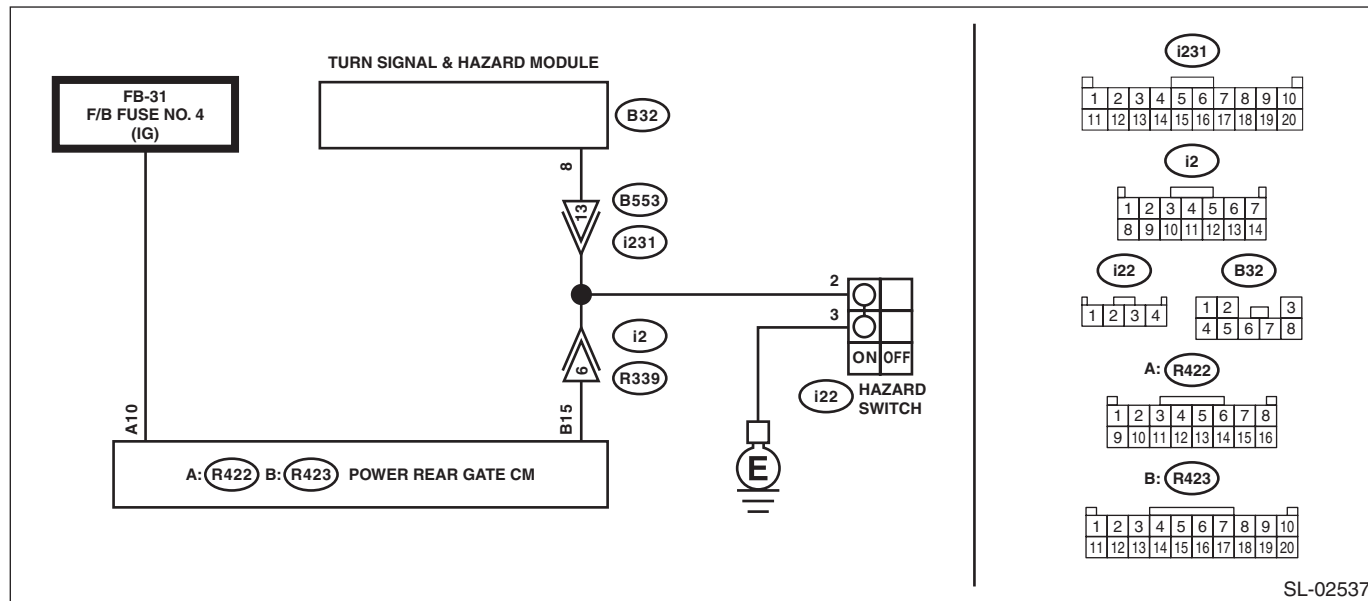 FB-31
F/B FUSE NO. 4
(IG)
TURN SIGNAL & HAZARD MODULE
B32
8
13
B553
i231
2
3
i2
6
R339
ON OFF
i22 HAZARD
SWITCH
A10
B15
E
A: R422 B: R423 POWER REAR GATE CM
i231
1 2 3 4 5 6 7 8 9 10
11 12 13 14 15 16 17 18 19 20
i2
1 2 3 4 5 6 7
8 9 10 11 12 13 14
i22
1 2 3 4
B32
1 2 3
4 5 6 7 8
A: R422
1 2 3 4 5 6 7 8
9 10 11 12 13 14 15 16
B: R423
1 2 3 4 5 6 7 8 9 10
11 12 13 14 15 16 17 18 19 20
SL-02537